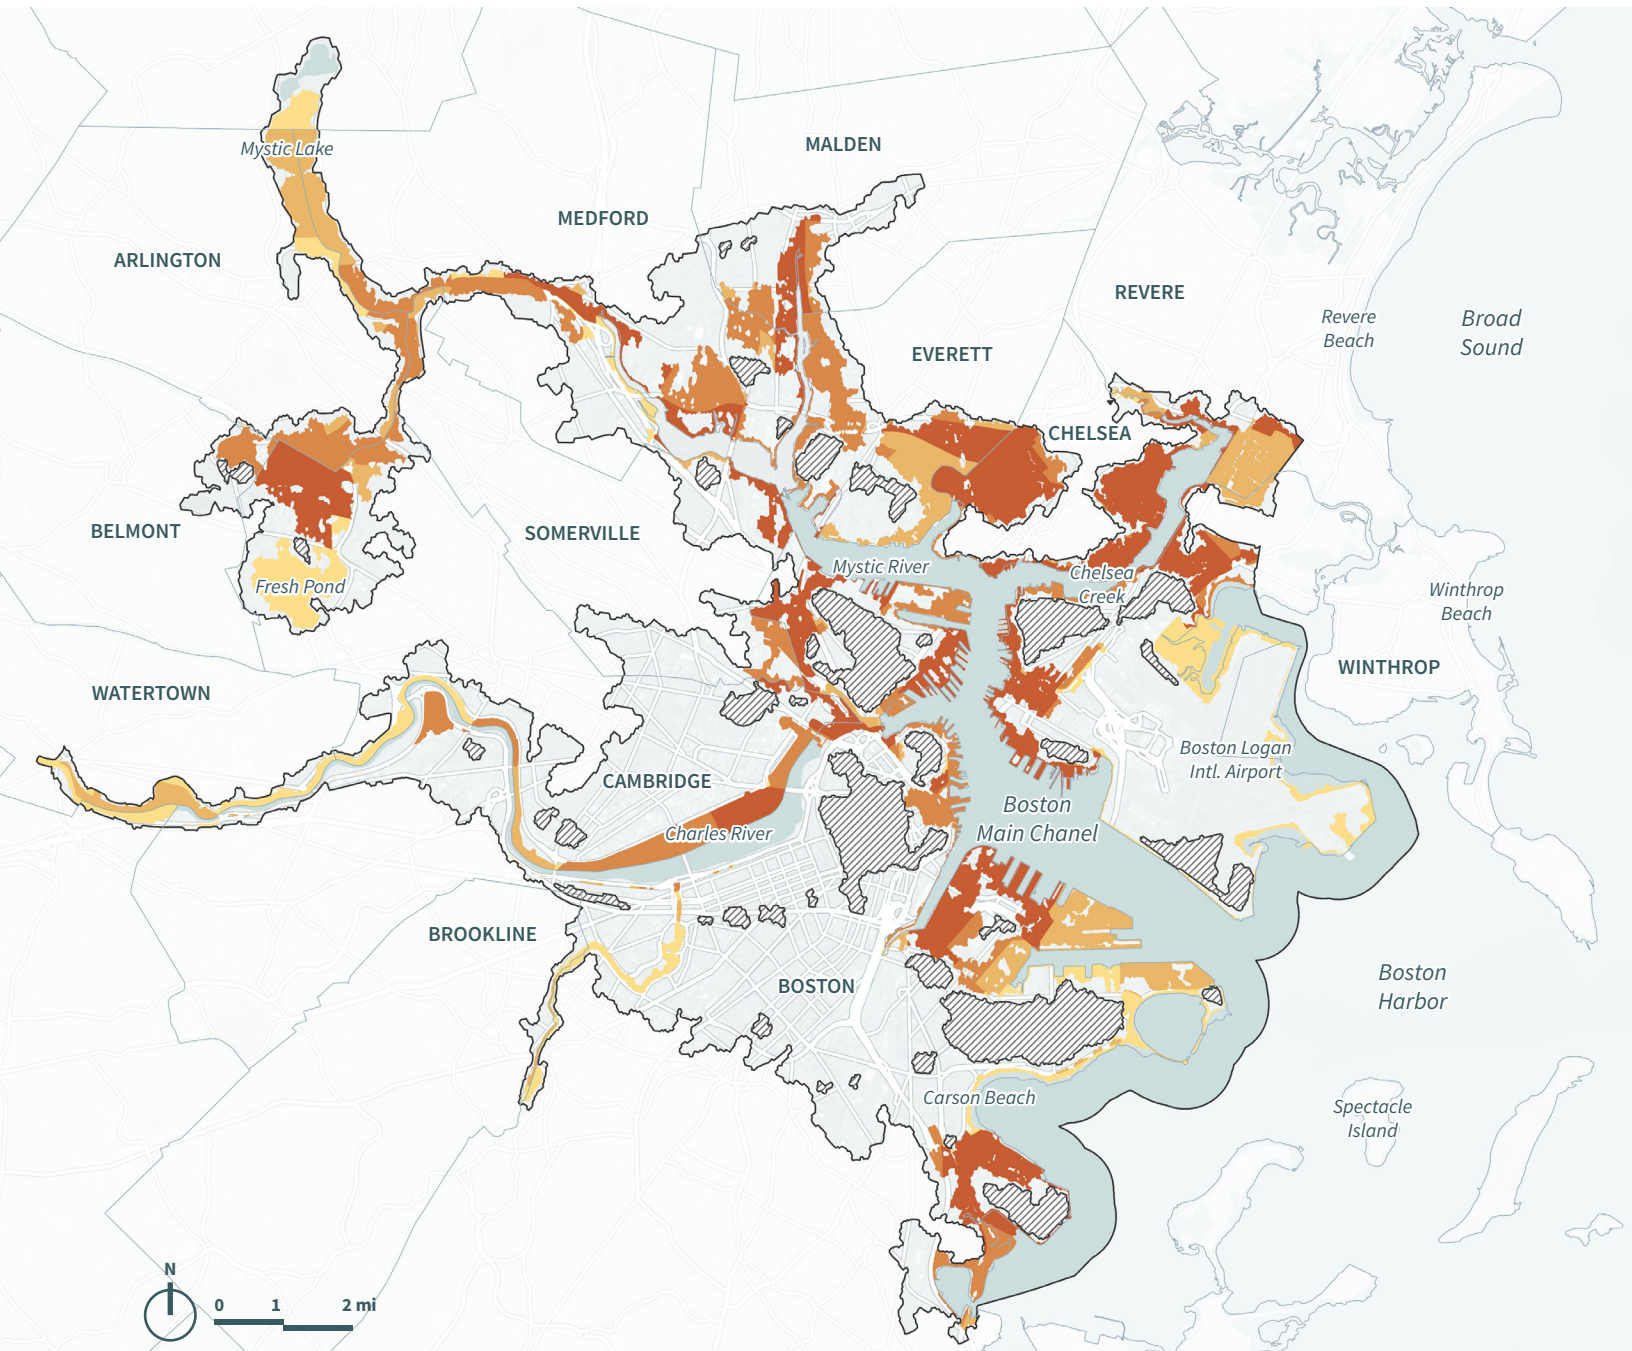 MALDEN
Mystic Lake
MEDFORD
ARLINGTON
REVERE
Revere
Beach
Broad
Sound
EVERETT
CHELSEA
BELMONT
SOMERVILLE
Mystic River
Chelsea
Creek
Fresh Pond
Winthrop
Beach
WINTHROP
WATERTOWN
Boston Logan
Intl. Airport
CAMBRIDGE
Boston
Main Chanel
Charles River
BROOKLINE
BOSTON
Boston
Harbor
Carson Beach
Spectacle
Island
N
0 1 2 mi